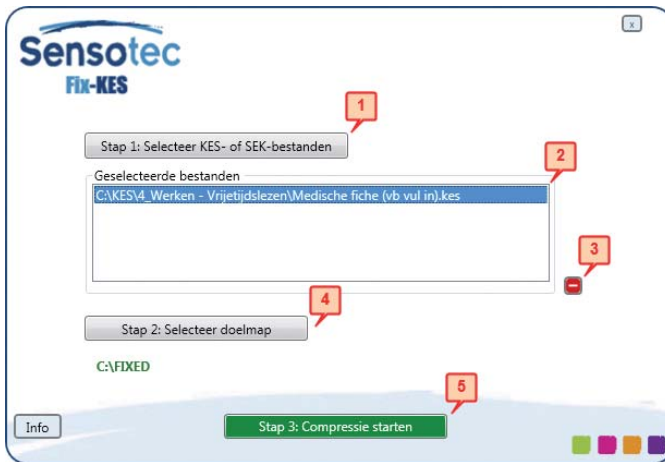 x
Sensotec
Fix-KES
1
Stap 1: Selecteer KES- of SEK-bestanden
2
Geselecteerde bestanden
C:\KES\4_Werken - Vrijetijdslezen\Medische fiche (vb vul in).kes
3
4
Stap 2: Selecteer doelmap
C:\FIXED
5
Info
Stap 3: Compressie starten